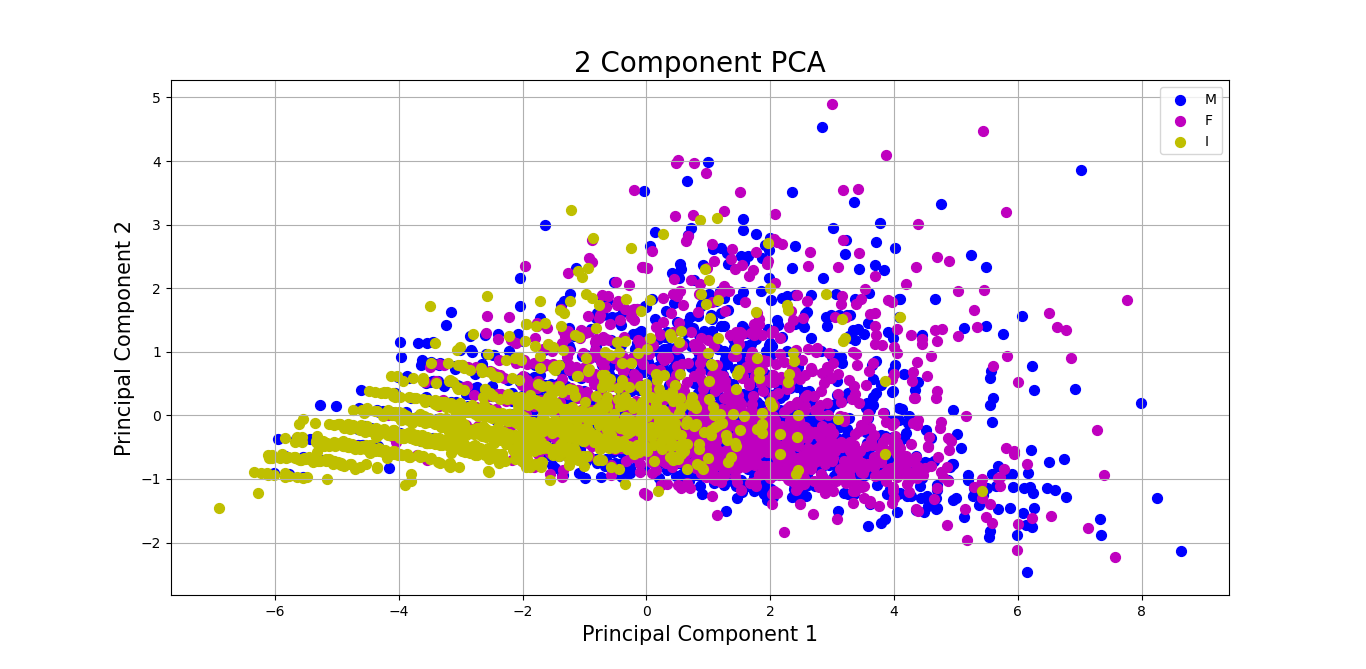 2 Component PCA
M
F
I
Principal Component 2
5
4
3
2
1
0
−1
−2
−6 −4 −2 0 2 4 6 8
Principal Component 1